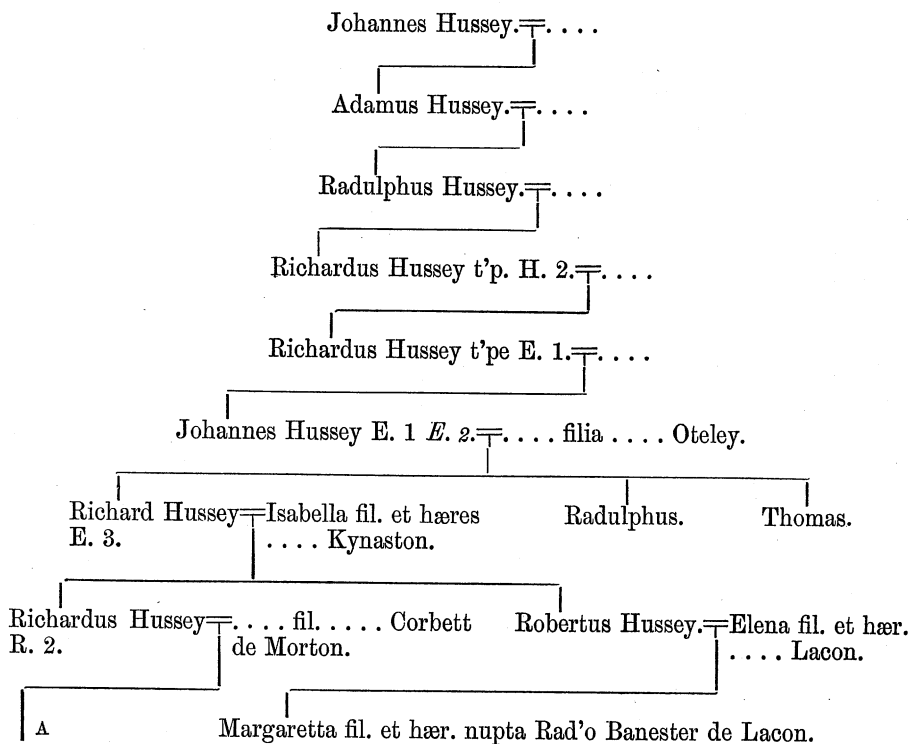 Johannes Hussey.=. . . .
Adamus Hussey.=. . . .
Radulphus Hussey.=. . . .
Richardus Hussey t'p. H. 2.=. . . .
Richardus Hussey t'pe E. 1.=. . . .
Johannes Hussey E. 1 E. 2.=. . . . filia . . . . Oteley.
Richard Hussey=Isabella fil. et hæres Radulphus. Thomas.
E. 3. . . . . Kynaston.
Richardus Hussey=. . . . fil. . . . . Corbett Robertus Hussey.=Elena fil. et hær.
R. 2. de Morton. . . . . Lacon.
A Margaretta fil. et hær. nupta Rad'o Banester de Lacon.